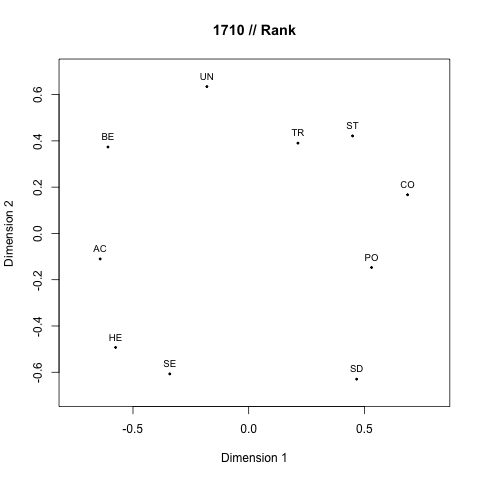 1710 // Rank
UN
TR
ST
BE
CO
AC
PO
HE
SE
SD
0.6
0.4
0.2
0.0
-0.2
-0.4
-0.6
Dimension 2
-0.5
0.0
0.5
Dimension 1